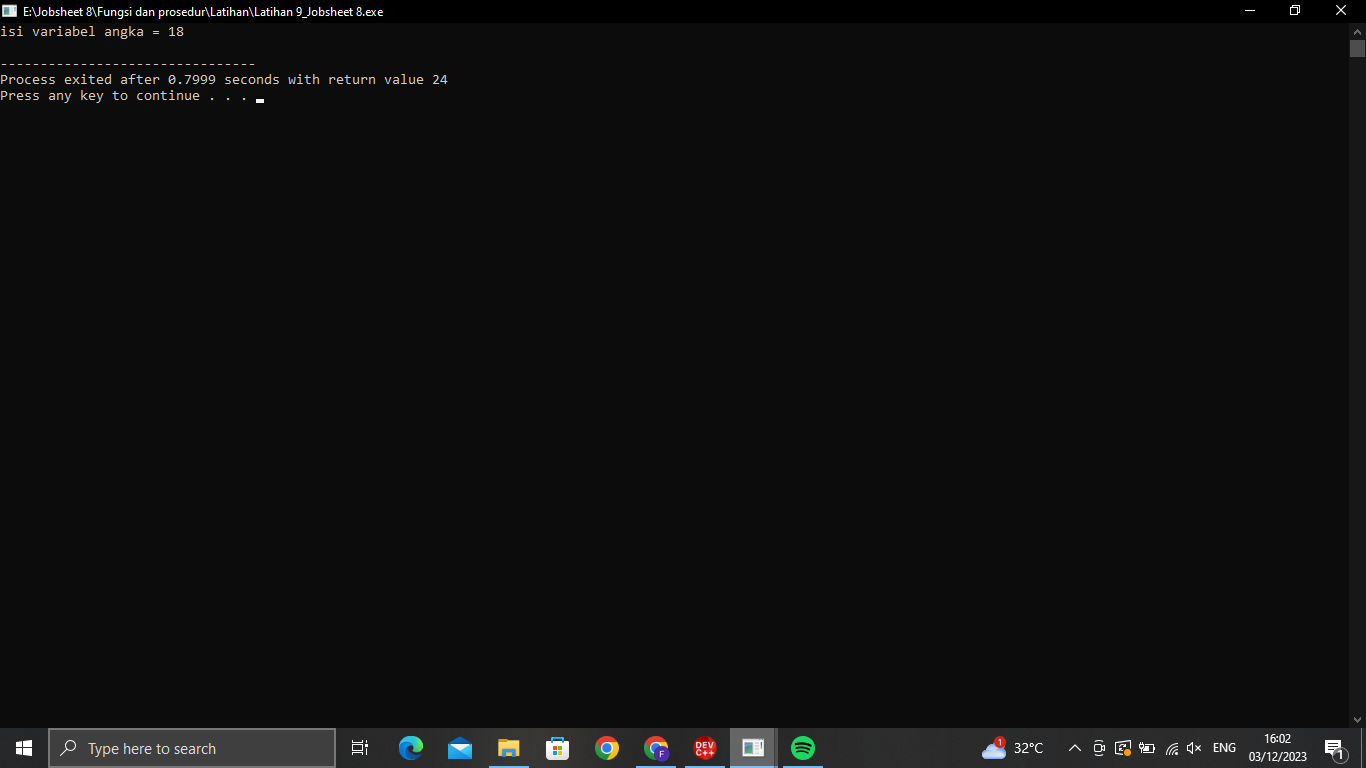 E:\Jobsheet 8\Fungsi dan prosedur\Latihan\Latihan 9_Jobsheet 8.exe
isi variabel angka = 18
--------------------------------
Process exited after 0.7999 seconds with return value 24
Press any key to continue . . .
Type here to search
DEV
C++
F
1
32°C
ENG
16:02
03/12/2023
1